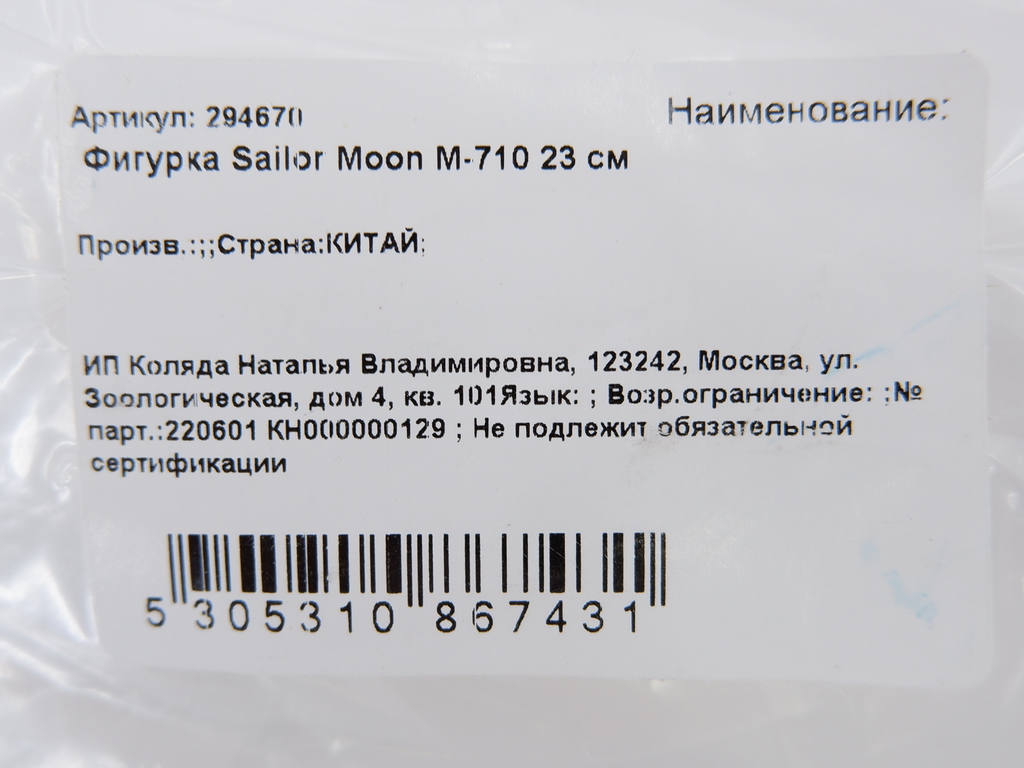 Артикул: 294670 Наименование:
Фигурка Sailor Moon M-710 23 см
Произв.:;;Страна:КИТАЙ;
ИП Коляда Наталья Владимировна, 123242, Москва, ул.
Зоологическая, дом 4, кв. 101Язык: ; Возр.ограничение: ;№
парт.:220601 КН000000129 ; Не подлежит обязательной
сертификации
5 305310 867431